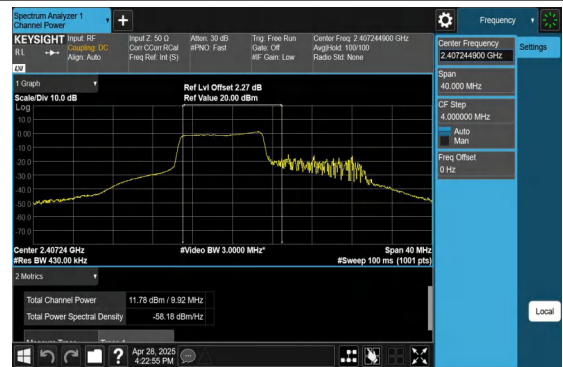 Spectrum Analyzer 1
Channel Power
+
Frequency
KEYSIGHT
Input: RF
Coupling: DC
Align: Auto
Input Z: 50 Ω
Corr CCorr RCal
Freq Ref: Int (S)
Atten: 30 dB
#PNO: Fast
Trig: Free Run
Gate: Off
#IF Gain: Low
Center Freq: 2.407244900 GHz
Avg|Hold: 100/100
Radio Std: None
RL
LXI
Center Frequency
2.407244900 GHz
Settings
Span
40.000 MHz
CF Step
4.000000 MHz
Auto
Man
Freq Offset
0 Hz
1 Graph
Scale/Div 10.0 dB
Ref Lvl Offset 2.27 dB
Ref Value 20.00 dBm
Log
10.0
0.00
-10.0
-20.0
-30.0
-40.0
-50.0
-60.0
-70.0
Center 2.40724 GHz
#Res BW 430.00 kHz
#Video BW 3.0000 MHz*
Span 40 MHz
#Sweep 100 ms (1001 pts)
2 Metrics
Total Channel Power
11.78 dBm / 9.92 MHz
Total Power Spectral Density
-58.18 dBm/Hz
Local
?
Apr 28, 2025
4:22:55 PM